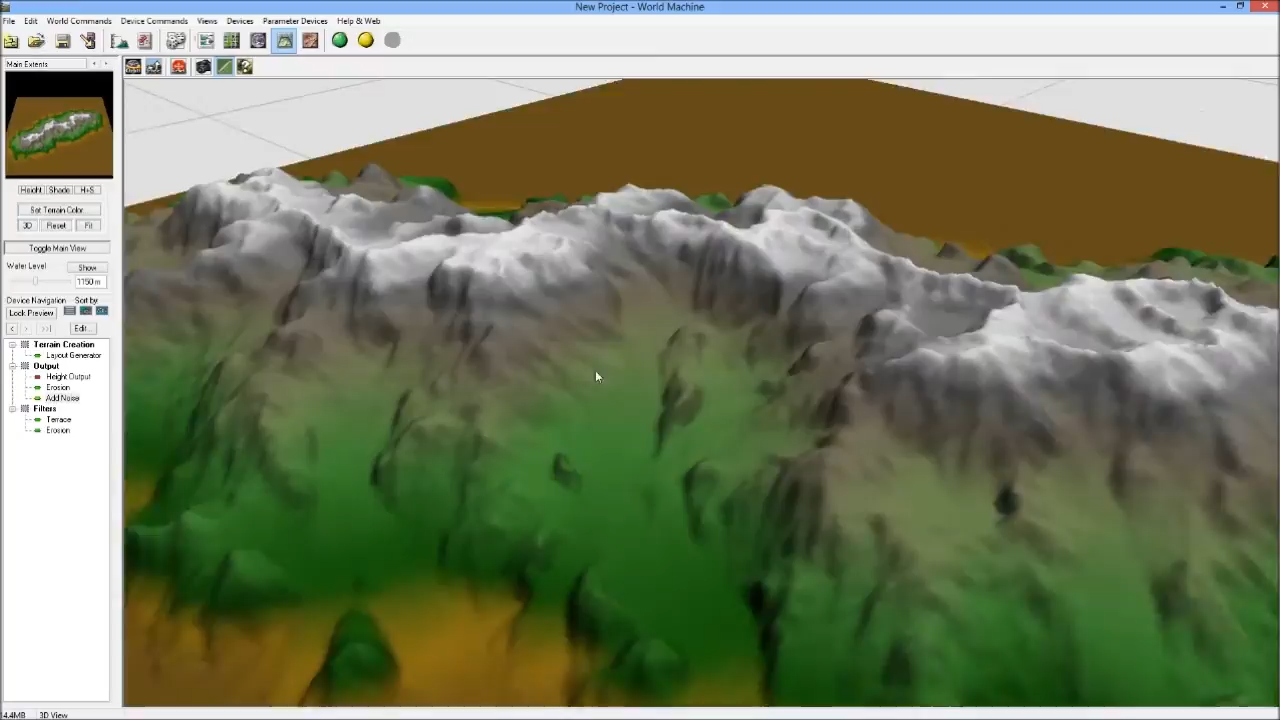 New Project - World Machine
File Edit World Commands Device Commands Views Devices Parameter Devices Help & Web
Main Extents
Height Shade H+S
Set Terrain Color
3D Reset Fit
Toggle Main View
Water Level Show
1150 m
Device Navigation Sort by
Lock Preview
Edit...
Terrain Creation
Layout Generator
Output
Height Output
Erosion
Add Noise
Filters
Terrace
Erosion
14.4MB 3D View